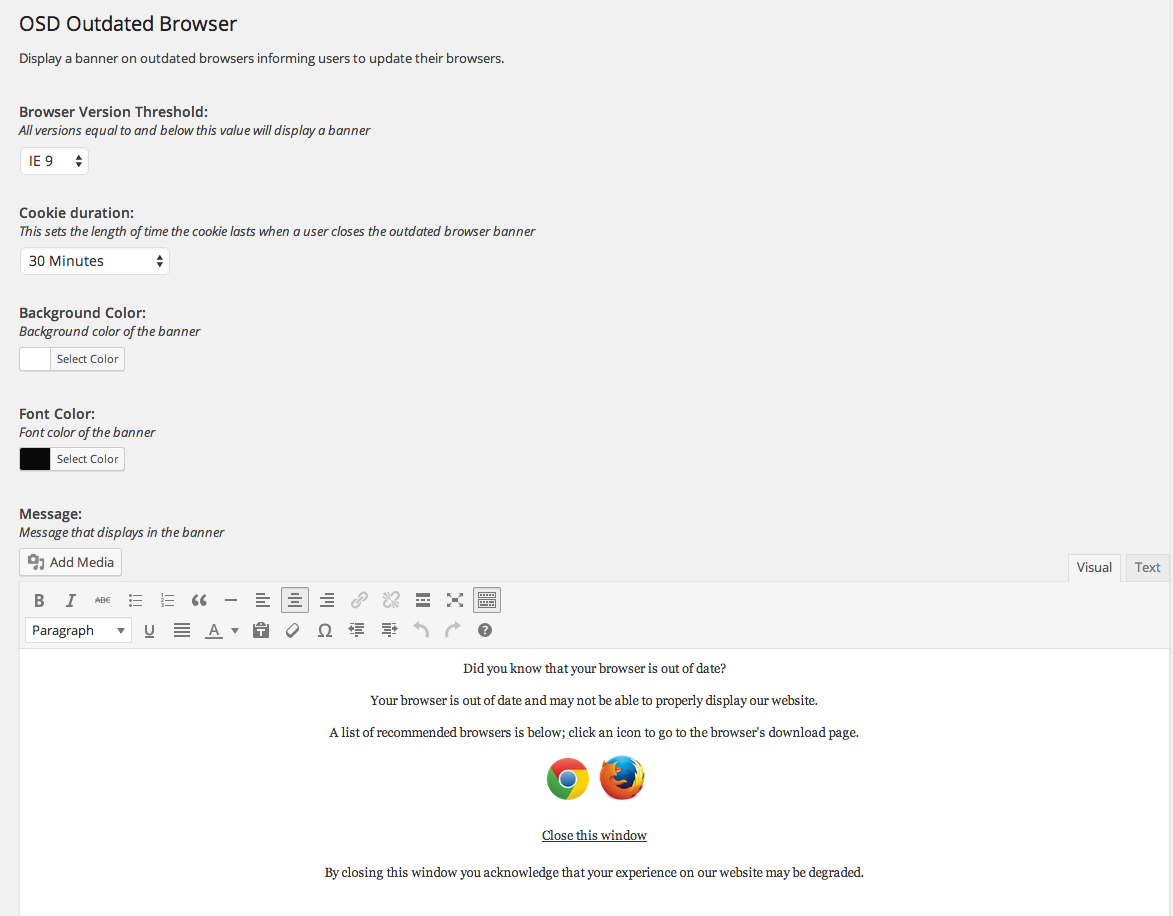 OSD Outdated Browser
Display a banner on outdated browsers informing users to update their browsers.
Browser Version Threshold:
All versions equal to and below this value will display a banner
IE 9
Cookie duration:
This sets the length of time the cookie lasts when a user closes the outdated browser banner
30 Minutes
Background Color:
Background color of the banner
Select Color
Font Color:
Font color of the banner
Select Color
Message:
Message that displays in the banner
Add Media
Visual Text
B I ABC
Paragraph U A T Ω ?
Did you know that your browser is out of date?
Your browser is out of date and may not be able to properly display our website.
A list of recommended browsers is below; click an icon to go to the browser's download page.
Close this window
By closing this window you acknowledge that your experience on our website may be degraded.